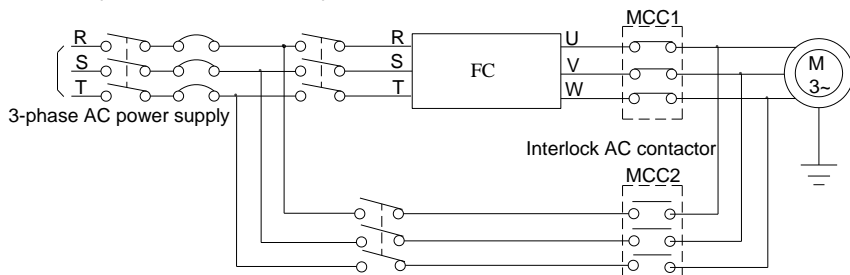 MCC1
R
R
U
S
S
FC
V
M
3~
T
T
W
3-phase AC power supply
Interlock AC contactor
MCC2